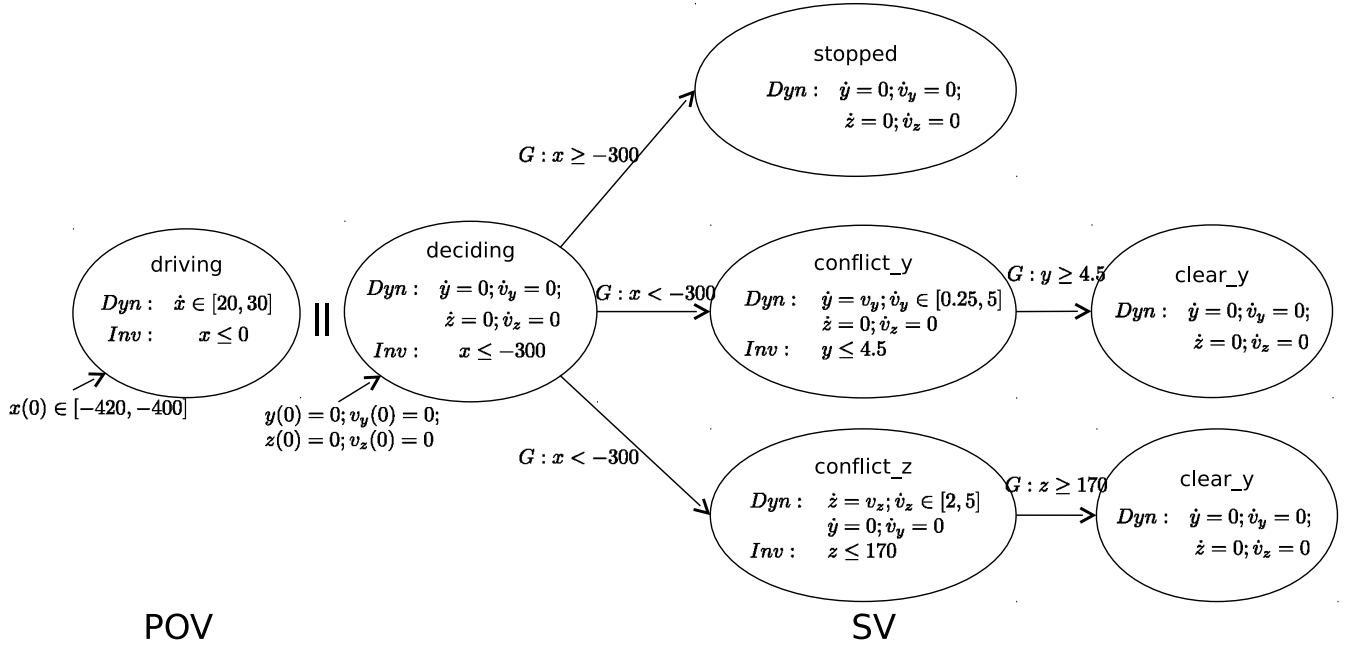 stopped
Dyn : ẏ = 0; v̇_y = 0;
ż = 0; v̇_z = 0
G : x ≥ −300
driving
Dyn : ẋ ∈ [20, 30]
Inv : x ≤ 0
x(0) ∈ [−420, −400]
||
deciding
Dyn : ẏ = 0; v̇_y = 0;
ż = 0; v̇_z = 0
Inv : x ≤ −300
y(0) = 0; v_y(0) = 0;
z(0) = 0; v_z(0) = 0
G : x < −300
conflict_y
Dyn : ẏ = v_y; v̇_y ∈ [0.25, 5]
ż = 0; v̇_z = 0
Inv : y ≤ 4.5
G : y ≥ 4.5
clear_y
Dyn : ẏ = 0; v̇_y = 0;
ż = 0; v̇_z = 0
G : x < −300
conflict_z
Dyn : ż = v_z; v̇_z ∈ [2, 5]
ẏ = 0; v̇_y = 0
Inv : z ≤ 170
G : z ≥ 170
clear_y
Dyn : ẏ = 0; v̇_y = 0;
ż = 0; v̇_z = 0
POV
SV